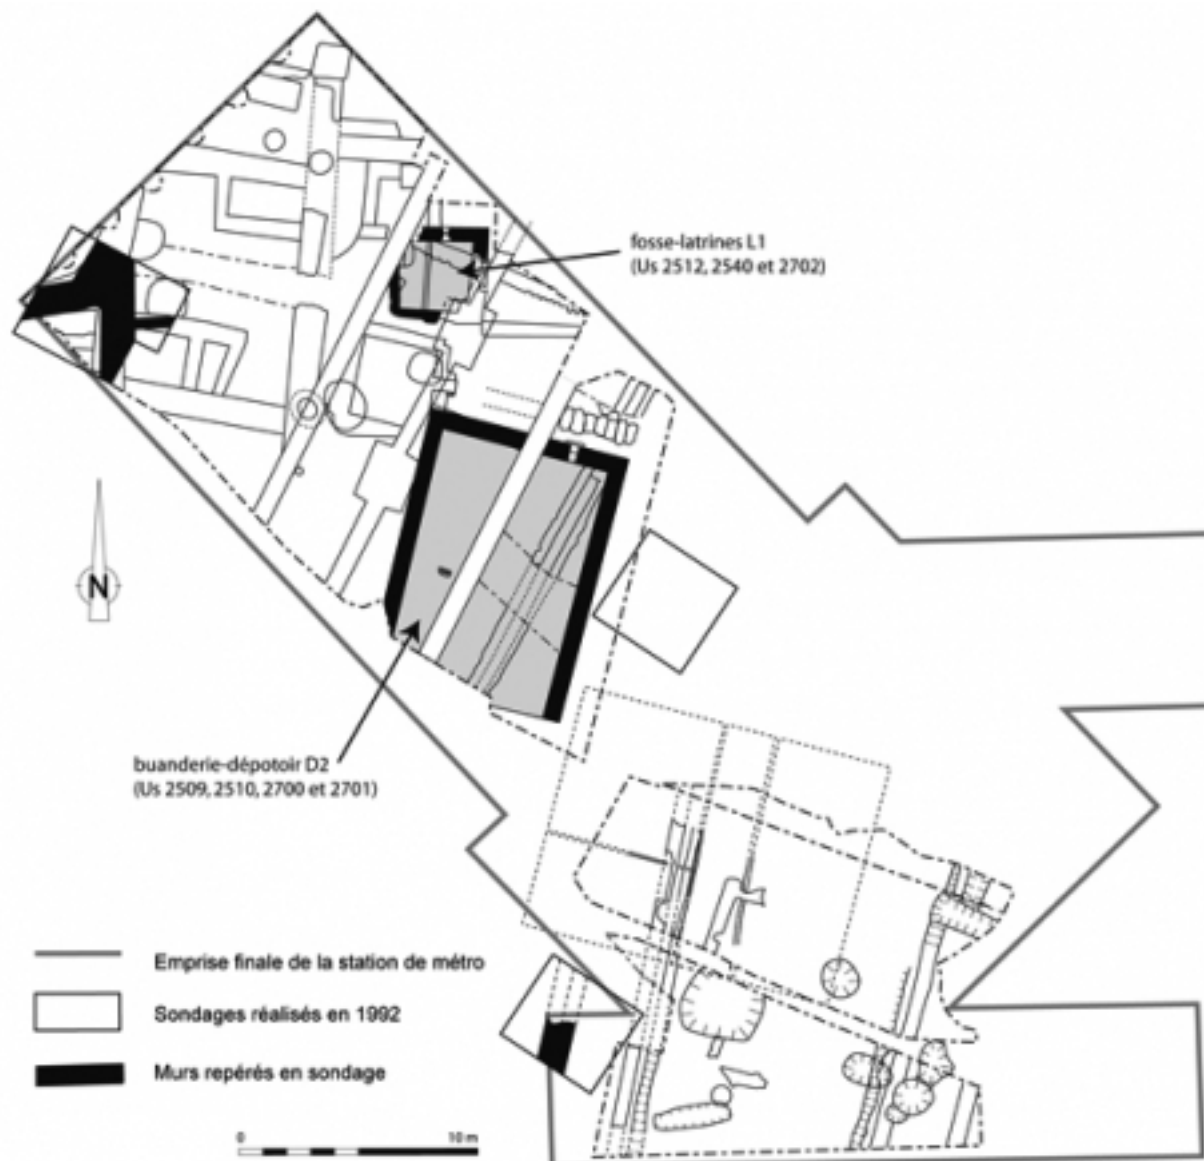 fosse-latrines L1
(Us 2512, 2540 et 2702)
N
buanderie-dépotoir D2
(Us 2509, 2510, 2700 et 2701)
Emprise finale de la station de métro
Sondages réalisés en 1992
Murs repérés en sondage
0 10 m